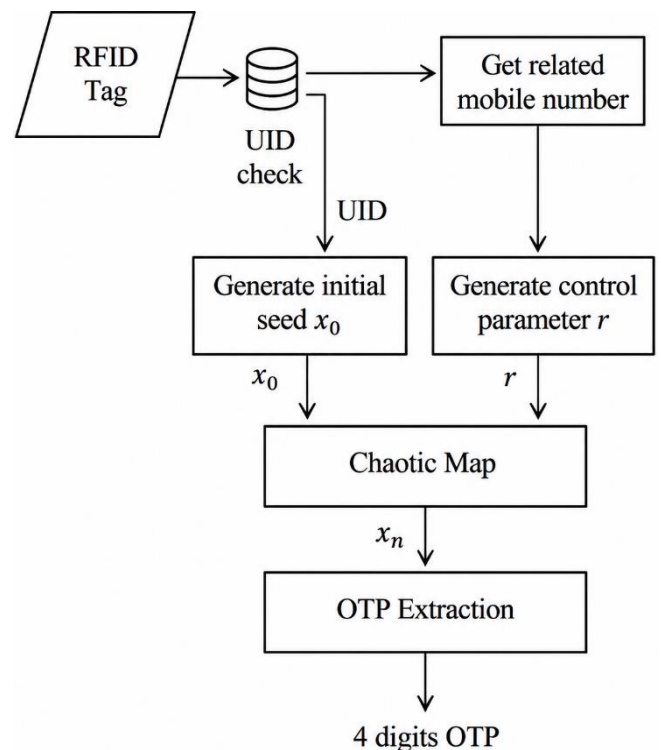 RFID
Tag
Get related
mobile number
UID
check
UID
Generate initial
seed x₀
Generate control
parameter r
x₀
r
Chaotic Map
xₙ
OTP Extraction
4 digits OTP